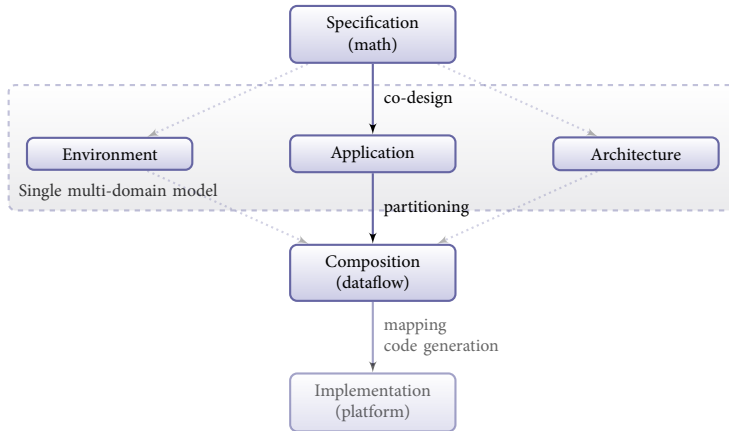 Specification
(math)
co-design
Environment
Application
Architecture
Single multi-domain model
partitioning
Composition
(dataflow)
mapping
code generation
Implementation
(platform)